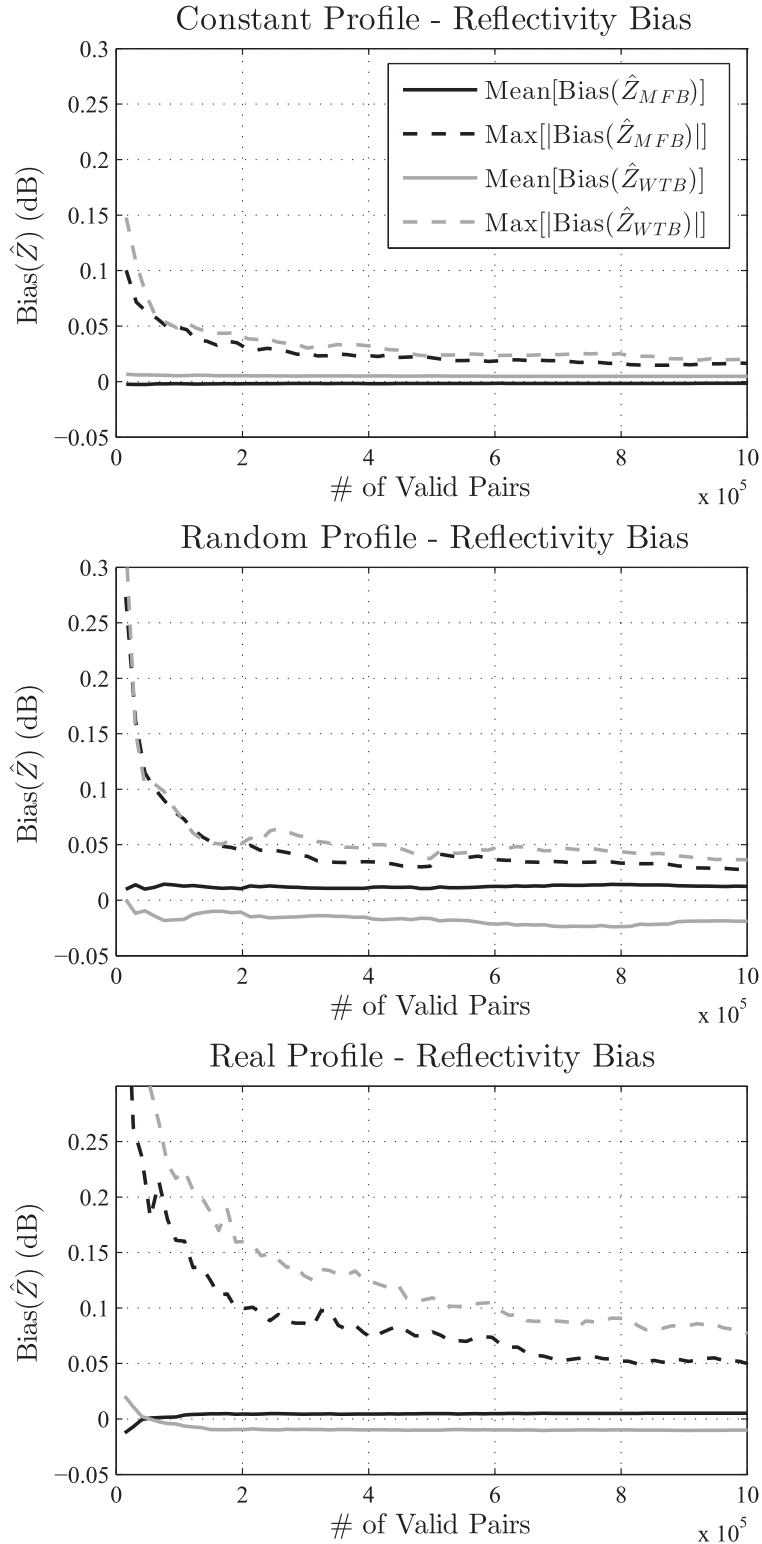 Constant Profile - Reflectivity Bias
0.3
0.25
0.2
0.15
0.1
0.05
0
−0.05
Bias(Ẑ) (dB)
Mean[Bias(Ẑ_MFB)]
Max[|Bias(Ẑ_MFB)|]
Mean[Bias(Ẑ_WTB)]
Max[|Bias(Ẑ_WTB)|]
0 2 4 6 8 10
# of Valid Pairs
x 10^5
Random Profile - Reflectivity Bias
0.3
0.25
0.2
0.15
0.1
0.05
0
−0.05
Bias(Ẑ) (dB)
0 2 4 6 8 10
# of Valid Pairs
x 10^5
Real Profile - Reflectivity Bias
0.25
0.2
0.15
0.1
0.05
0
−0.05
Bias(Ẑ) (dB)
0 2 4 6 8 10
# of Valid Pairs
x 10^5